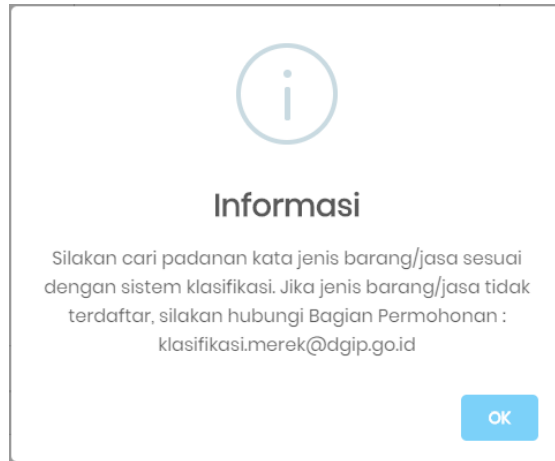 Informasi
Silakan cari padanan kata jenis barang/jasa sesuai
dengan sistem klasifikasi. Jika jenis barang/jasa tidak
terdaftar, silakan hubungi Bagian Permohonan :
klasifikasi.merek@dgip.go.id
OK